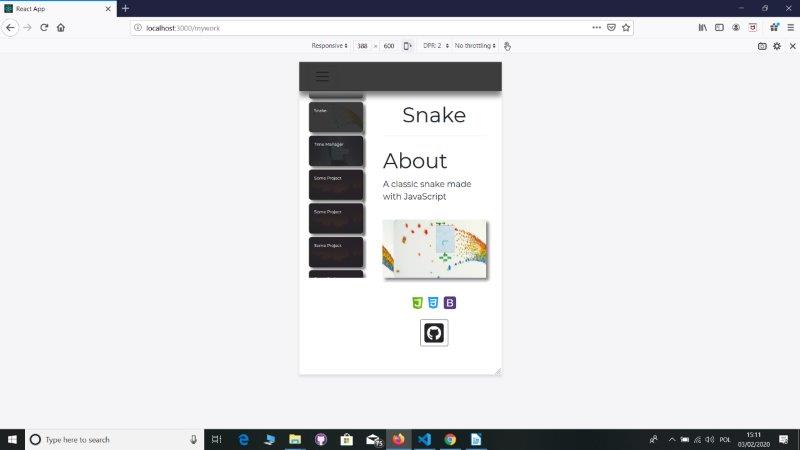 React App
localhost:3000/mywork
Responsive
388 × 600
DPR: 2
No throttling
Snake
Time Manager
Some Project
Some Project
Some Project
Snake
About
A classic snake made
with JavaScript
Type here to search
75
POL
15:11
03/02/2020